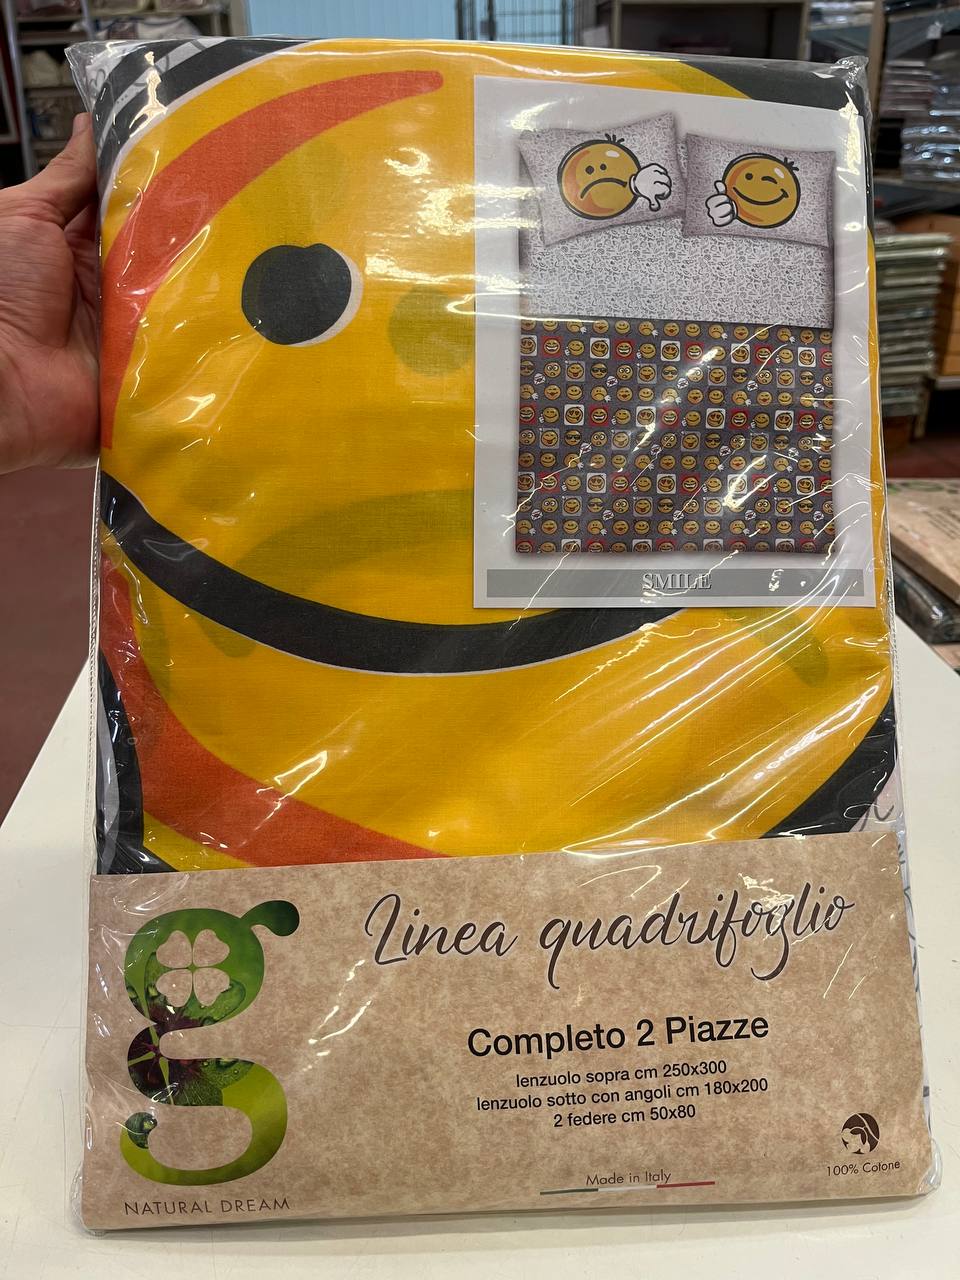 SMILE
Linea quadrifoglio
Completo 2 Piazze
lenzuolo sopra cm 250x300
lenzuolo sotto con angoli cm 180x200
2 federe cm 50x80
100% Cotone
Made in Italy
NATURAL DREAM